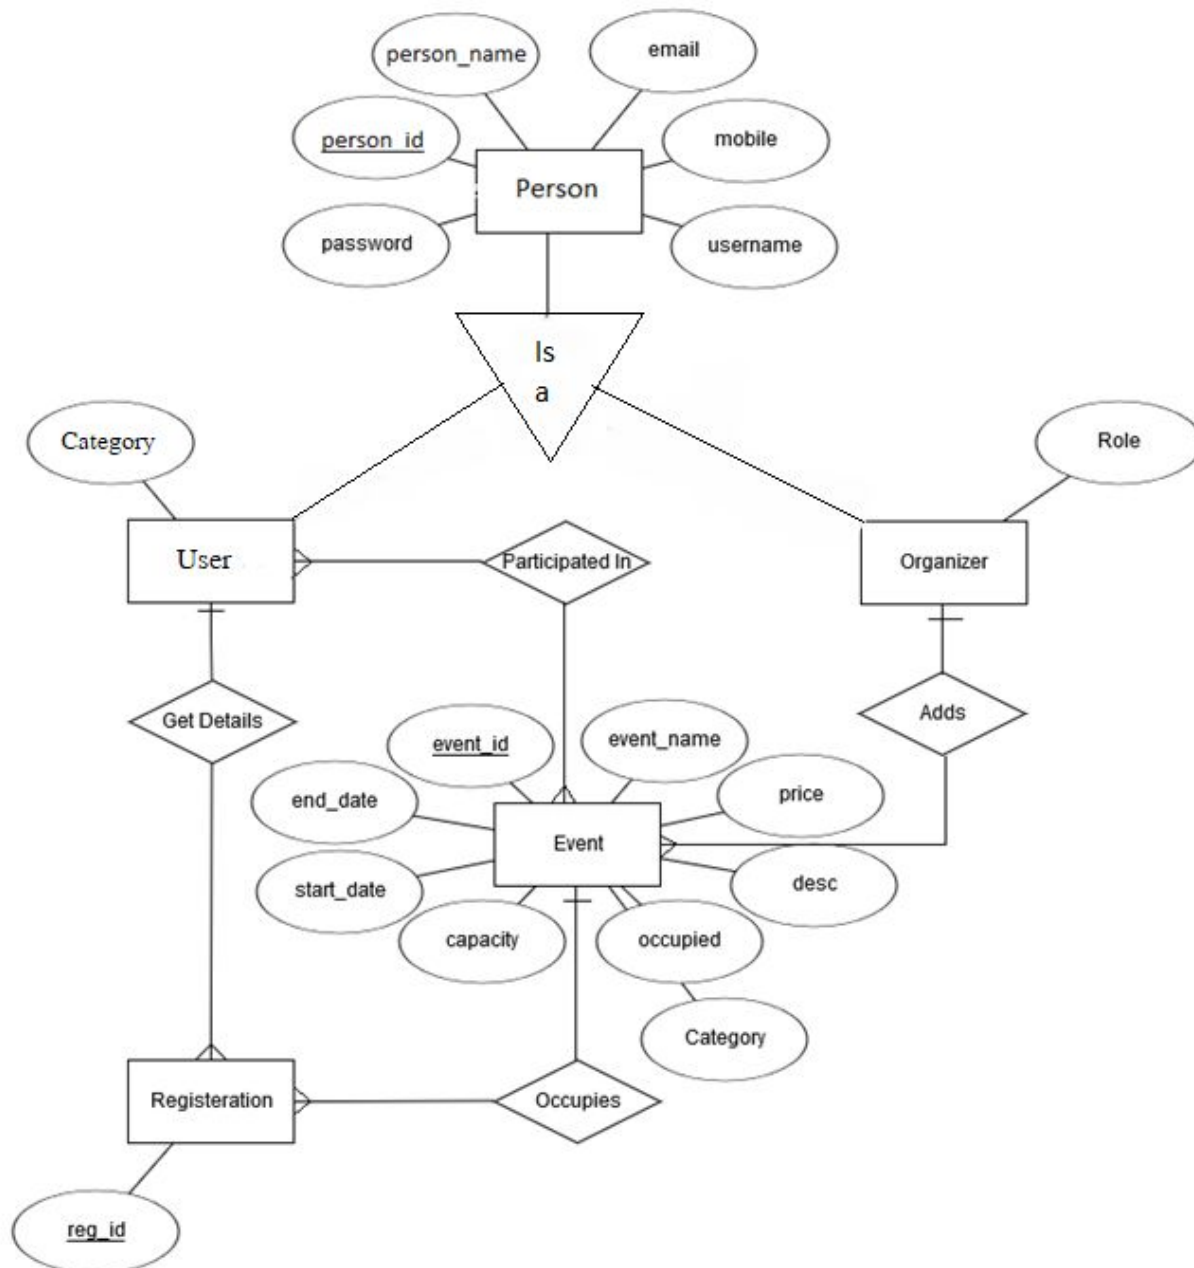 person_name
email
person_id
mobile
Person
password
username
Is
a
Category
Role
User
Participated In
Organizer
Get Details
Adds
event_id
event_name
end_date
price
Event
start_date
desc
capacity
occupied
Category
Registeration
Occupies
reg_id